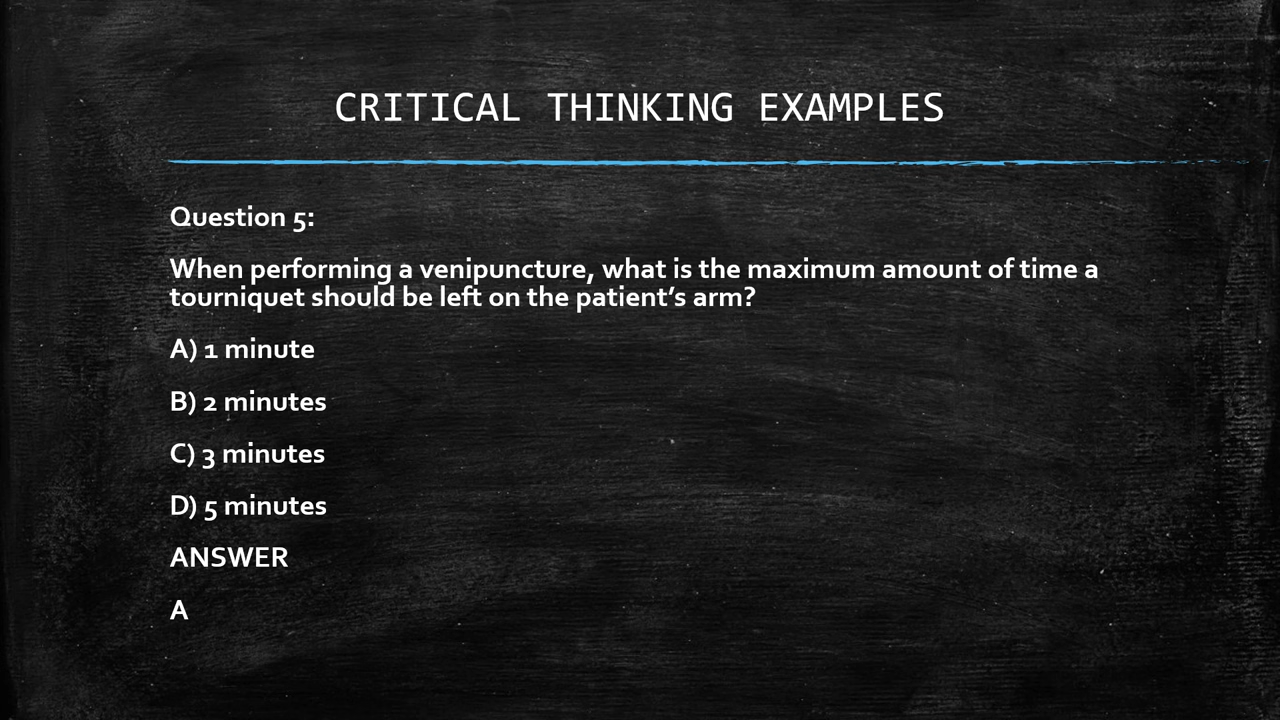 CRITICAL THINKING EXAMPLES
Question 5:
When performing a venipuncture, what is the maximum amount of time a
tourniquet should be left on the patient’s arm?
A) 1 minute
B) 2 minutes
C) 3 minutes
D) 5 minutes
ANSWER
A